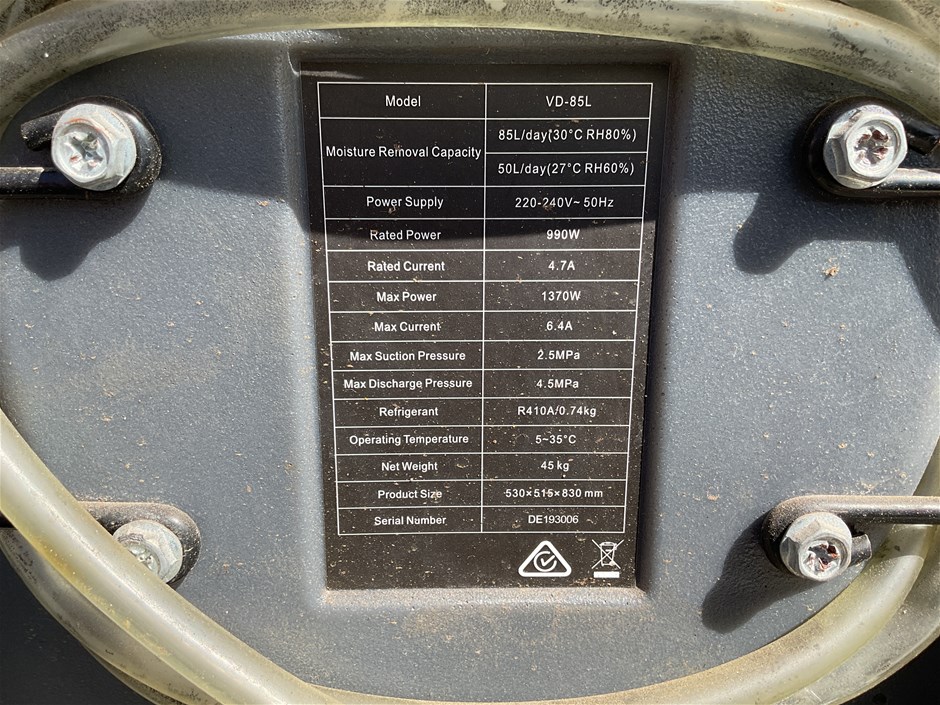 Model VD-85L
Moisture Removal Capacity 85L/day(30°C RH80%)
50L/day(27°C RH60%)
Power Supply 220-240V~ 50Hz
Rated Power 990W
Rated Current 4.7A
Max Power 1370W
Max Current 6.4A
Max Suction Pressure 2.5MPa
Max Discharge Pressure 4.5MPa
Refrigerant R410A/0.74kg
Operating Temperature 5~35°C
Net Weight 45 kg
Product Size 530×515×830 mm
Serial Number DE193006